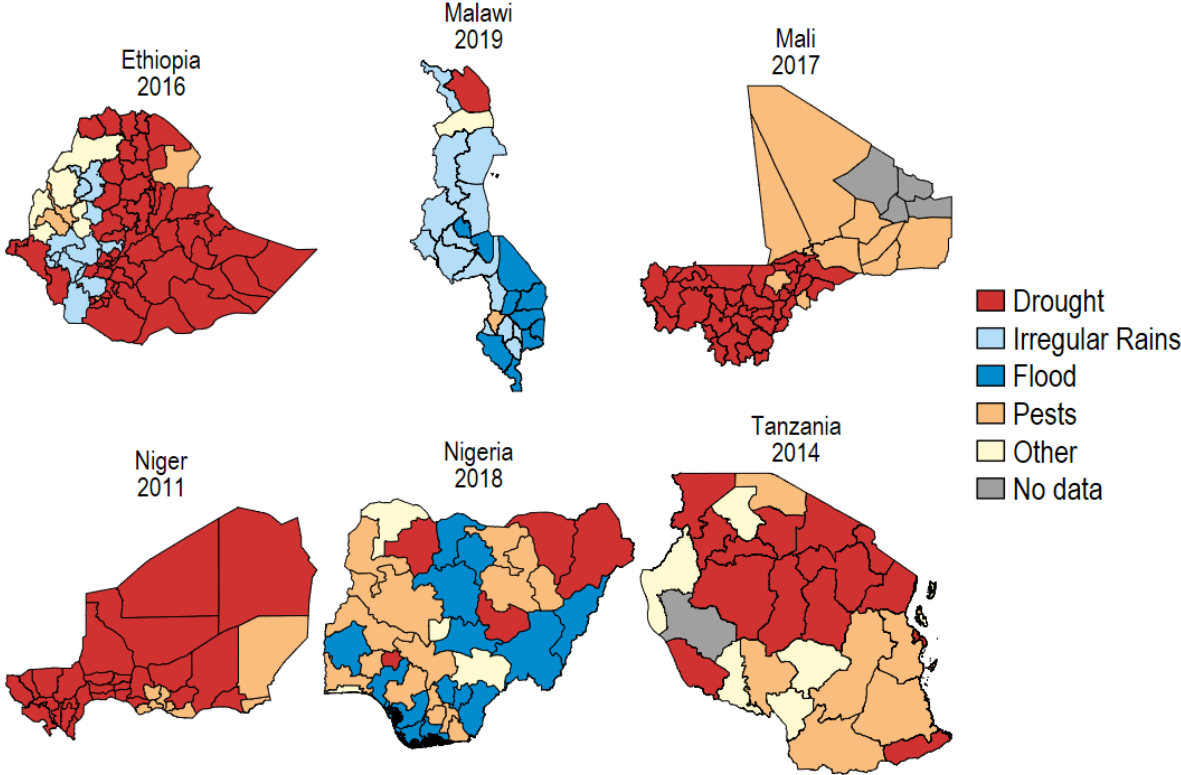 Ethiopia
2016
Malawi
2019
Mali
2017
Drought
Irregular Rains
Flood
Pests
Other
No data
Niger
2011
Nigeria
2018
Tanzania
2014